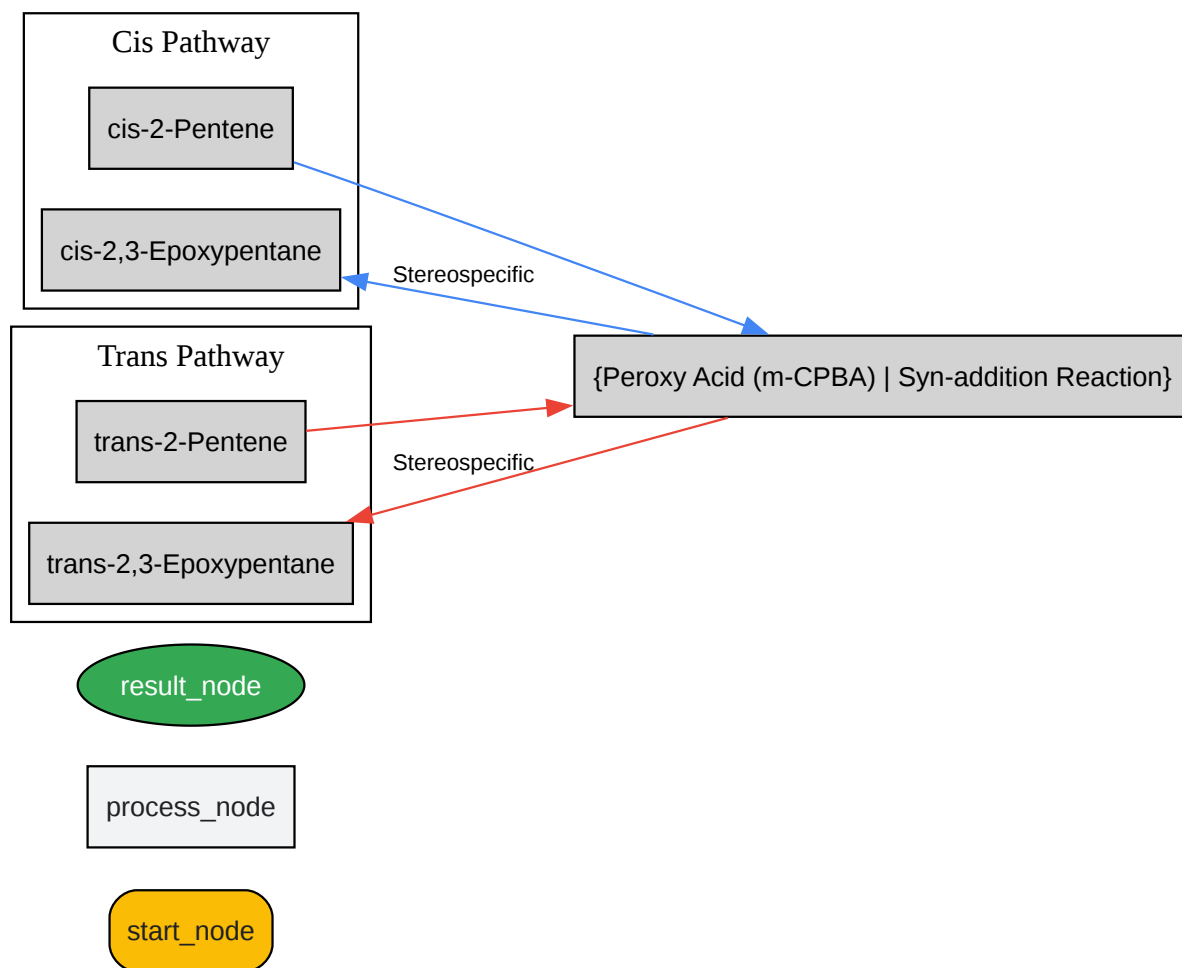 Cis Pathway
cis-2-Pentene
cis-2,3-Epoxypentane
Stereospecific
Trans Pathway
{Peroxy Acid (m-CPBA) | Syn-addition Reaction}
trans-2-Pentene
Stereospecific
trans-2,3-Epoxypentane
result_node
process_node
start_node